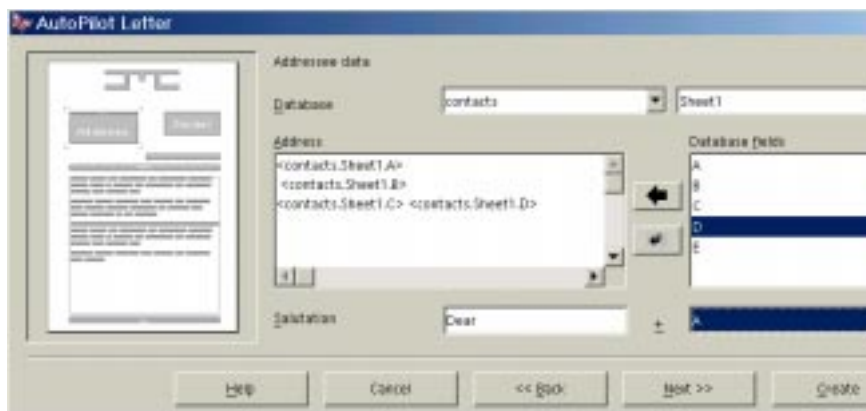 AutoPilot Letter
Addressee data
Database contacts Sheet1
Address Database fields
<contacts.Sheet1.A>
<contacts.Sheet1.B>
<contacts.Sheet1.C> <contacts.Sheet1.D>
A
B
C
D
E
Salutation Dear + A
Help Cancel << Back Next >> Create